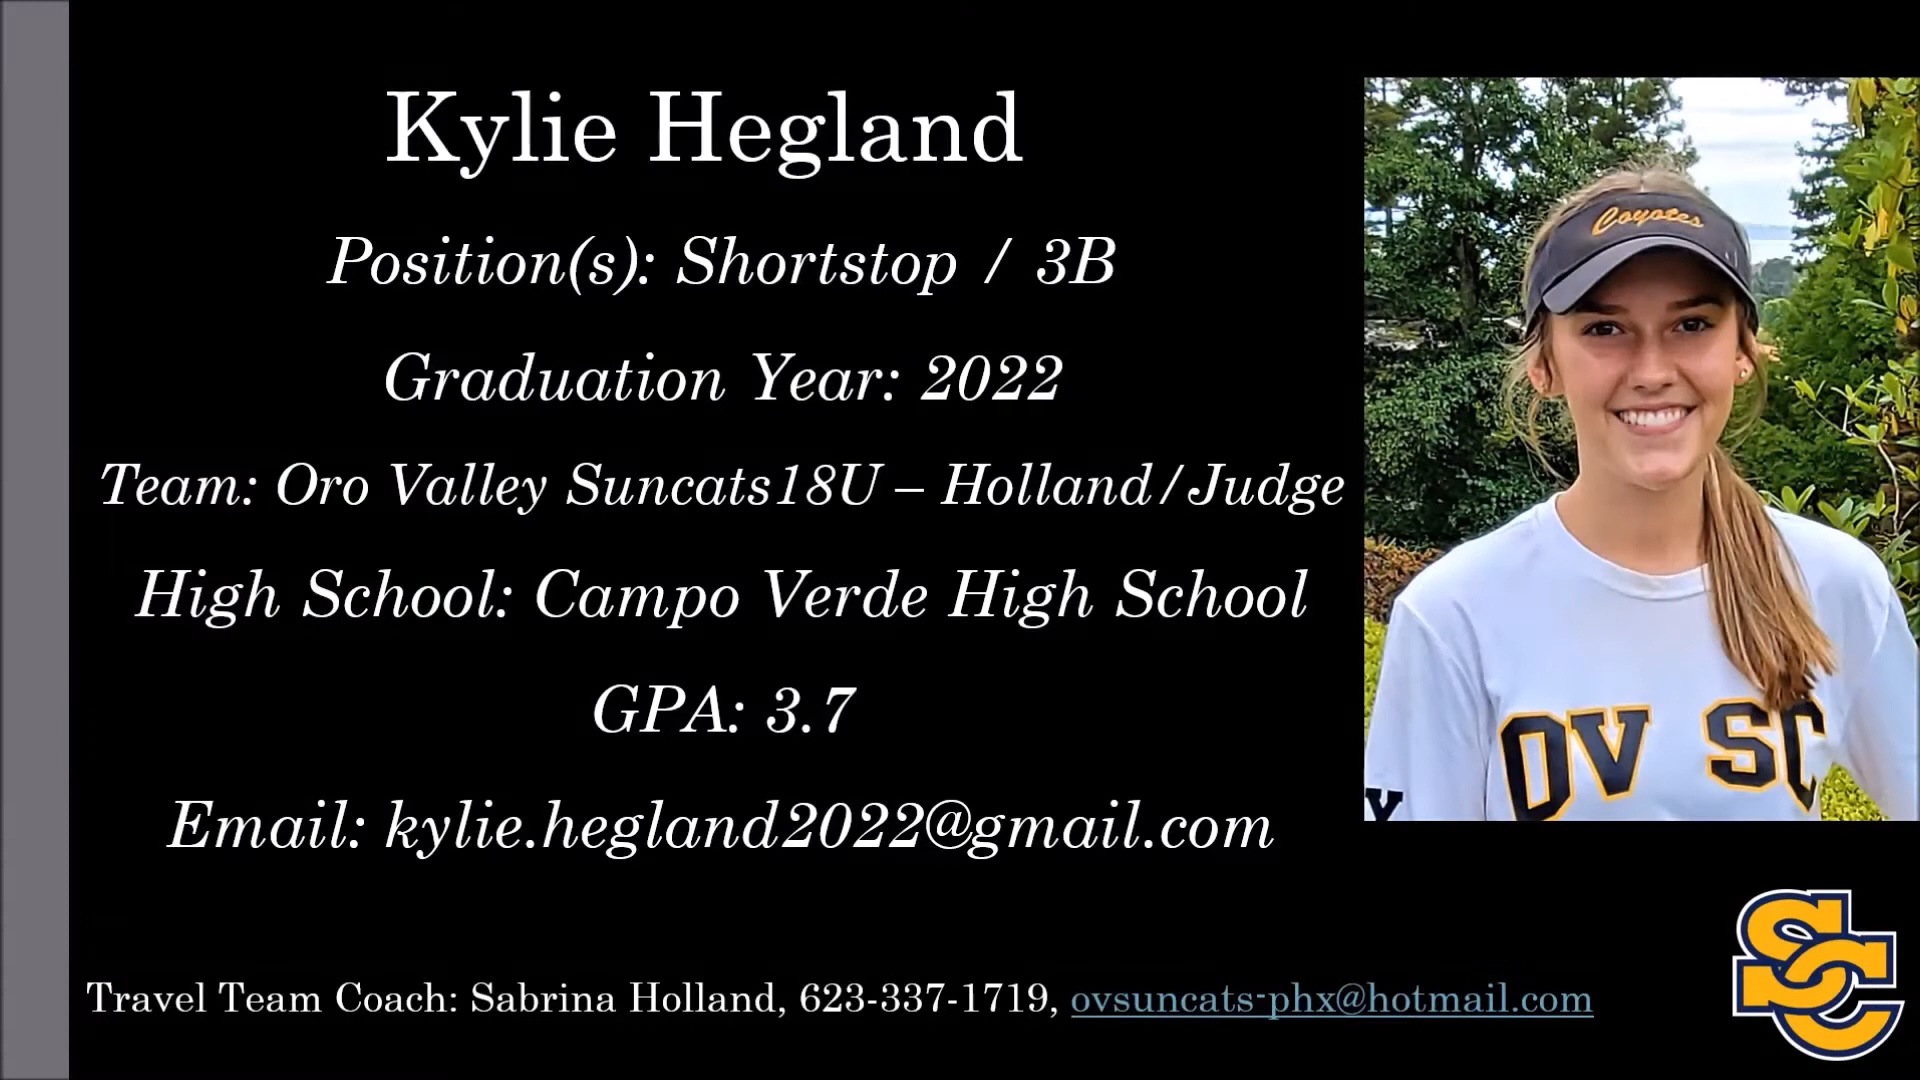 Kylie Hegland
Position(s): Shortstop / 3B
Graduation Year: 2022
Team: Oro Valley Suncats18U – Holland/Judge
High School: Campo Verde High School
GPA: 3.7
Email: kylie.hegland2022@gmail.com
Travel Team Coach: Sabrina Holland, 623-337-1719, ovsuncats-phx@hotmail.com
Coyotes
OV SC
Y
SC